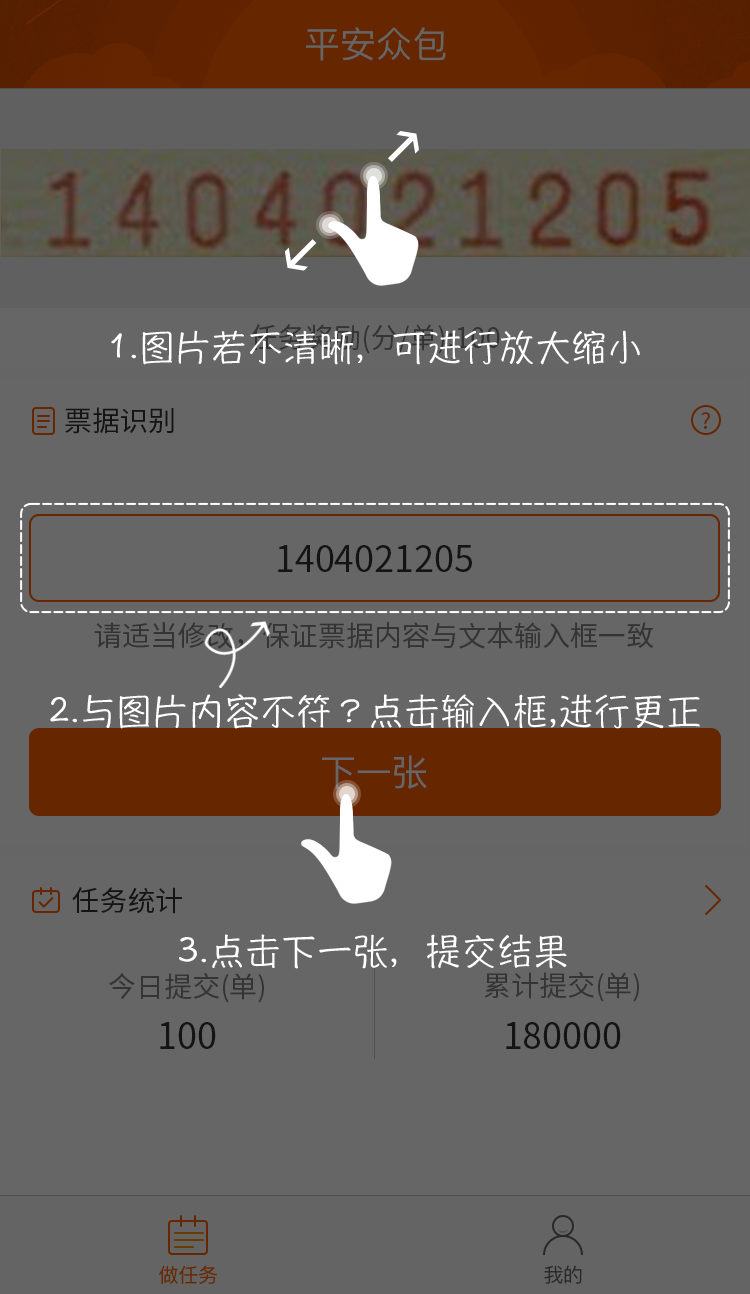 平安众包
1404021205
任务奖励(分/单):100
1.图片若不清晰，可进行放大缩小
票据识别
?
1404021205
请适当修改，保证票据内容与文本输入框一致
2.与图片内容不符？点击输入框,进行更正
下一张
任务统计
3.点击下一张，提交结果
今日提交(单)
累计提交(单)
100
180000
做任务
我的